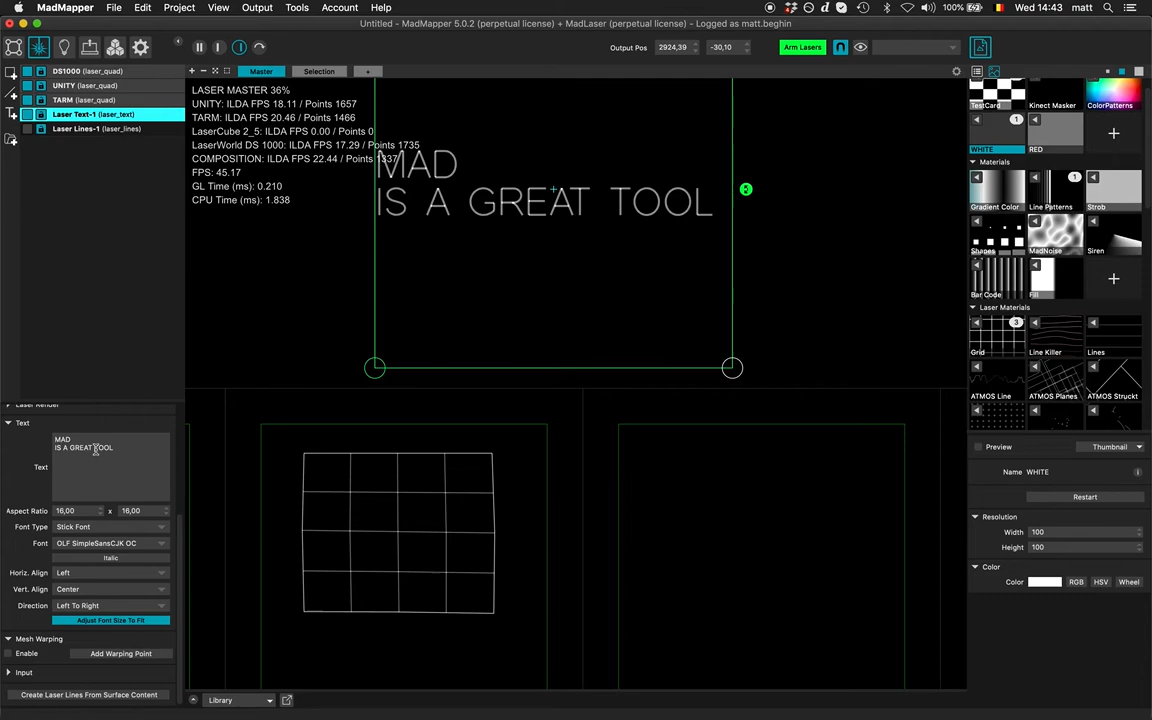 MadMapper File Edit Project View Output Tools Account Help
100% Wed 14:43 matt
Untitled - MadMapper 5.0.2 (perpetual license) + MadLaser (perpetual license) - Logged as matt.beghin
Output Pos 2924,39 -30,10 Arm Lasers
DS1000 (laser_quad)
UNITY (laser_quad)
TARM (laser_quad)
Laser Text-1 (laser_text)
Laser Lines-1 (laser_lines)
Master Selection +
LASER MASTER 36%
UNITY: ILDA FPS 18.11 / Points 1657
TARM: ILDA FPS 20.46 / Points 1466
LaserCube 2_5: ILDA FPS 0.00 / Points 0
LaserWorld DS 1000: ILDA FPS 17.29 / Points 1735
COMPOSITION: ILDA FPS 22.44 / Points 1337
FPS: 45.17
GL Time (ms): 0.210
CPU Time (ms): 1.838
MAD
IS A GREAT TOOL
TestCard Kinect Masker ColorPatterns
1
WHITE RED
Materials
1
Gradient Color Line Patterns Strob
Shapes MadNoise Siren
Bar Code Fill
Laser Materials
3
Grid Line Killer Lines
ATMOS Line ATMOS Planes ATMOS Struckt
Laser Render
Text
Text
MAD
IS A GREAT TOOL
Aspect Ratio 16,00 x 16,00
Font Type Stick Font
Font OLF SimpleSansCJK OC
Italic
Horiz. Align Left
Vert. Align Center
Direction Left To Right
Adjust Font Size To Fit
Mesh Warping
Enable Add Warping Point
Input
Create Laser Lines From Surface Content
Library
Preview Thumbnail
Name WHITE
Restart
Resolution
Width 100
Height 100
Color
Color RGB HSV Wheel